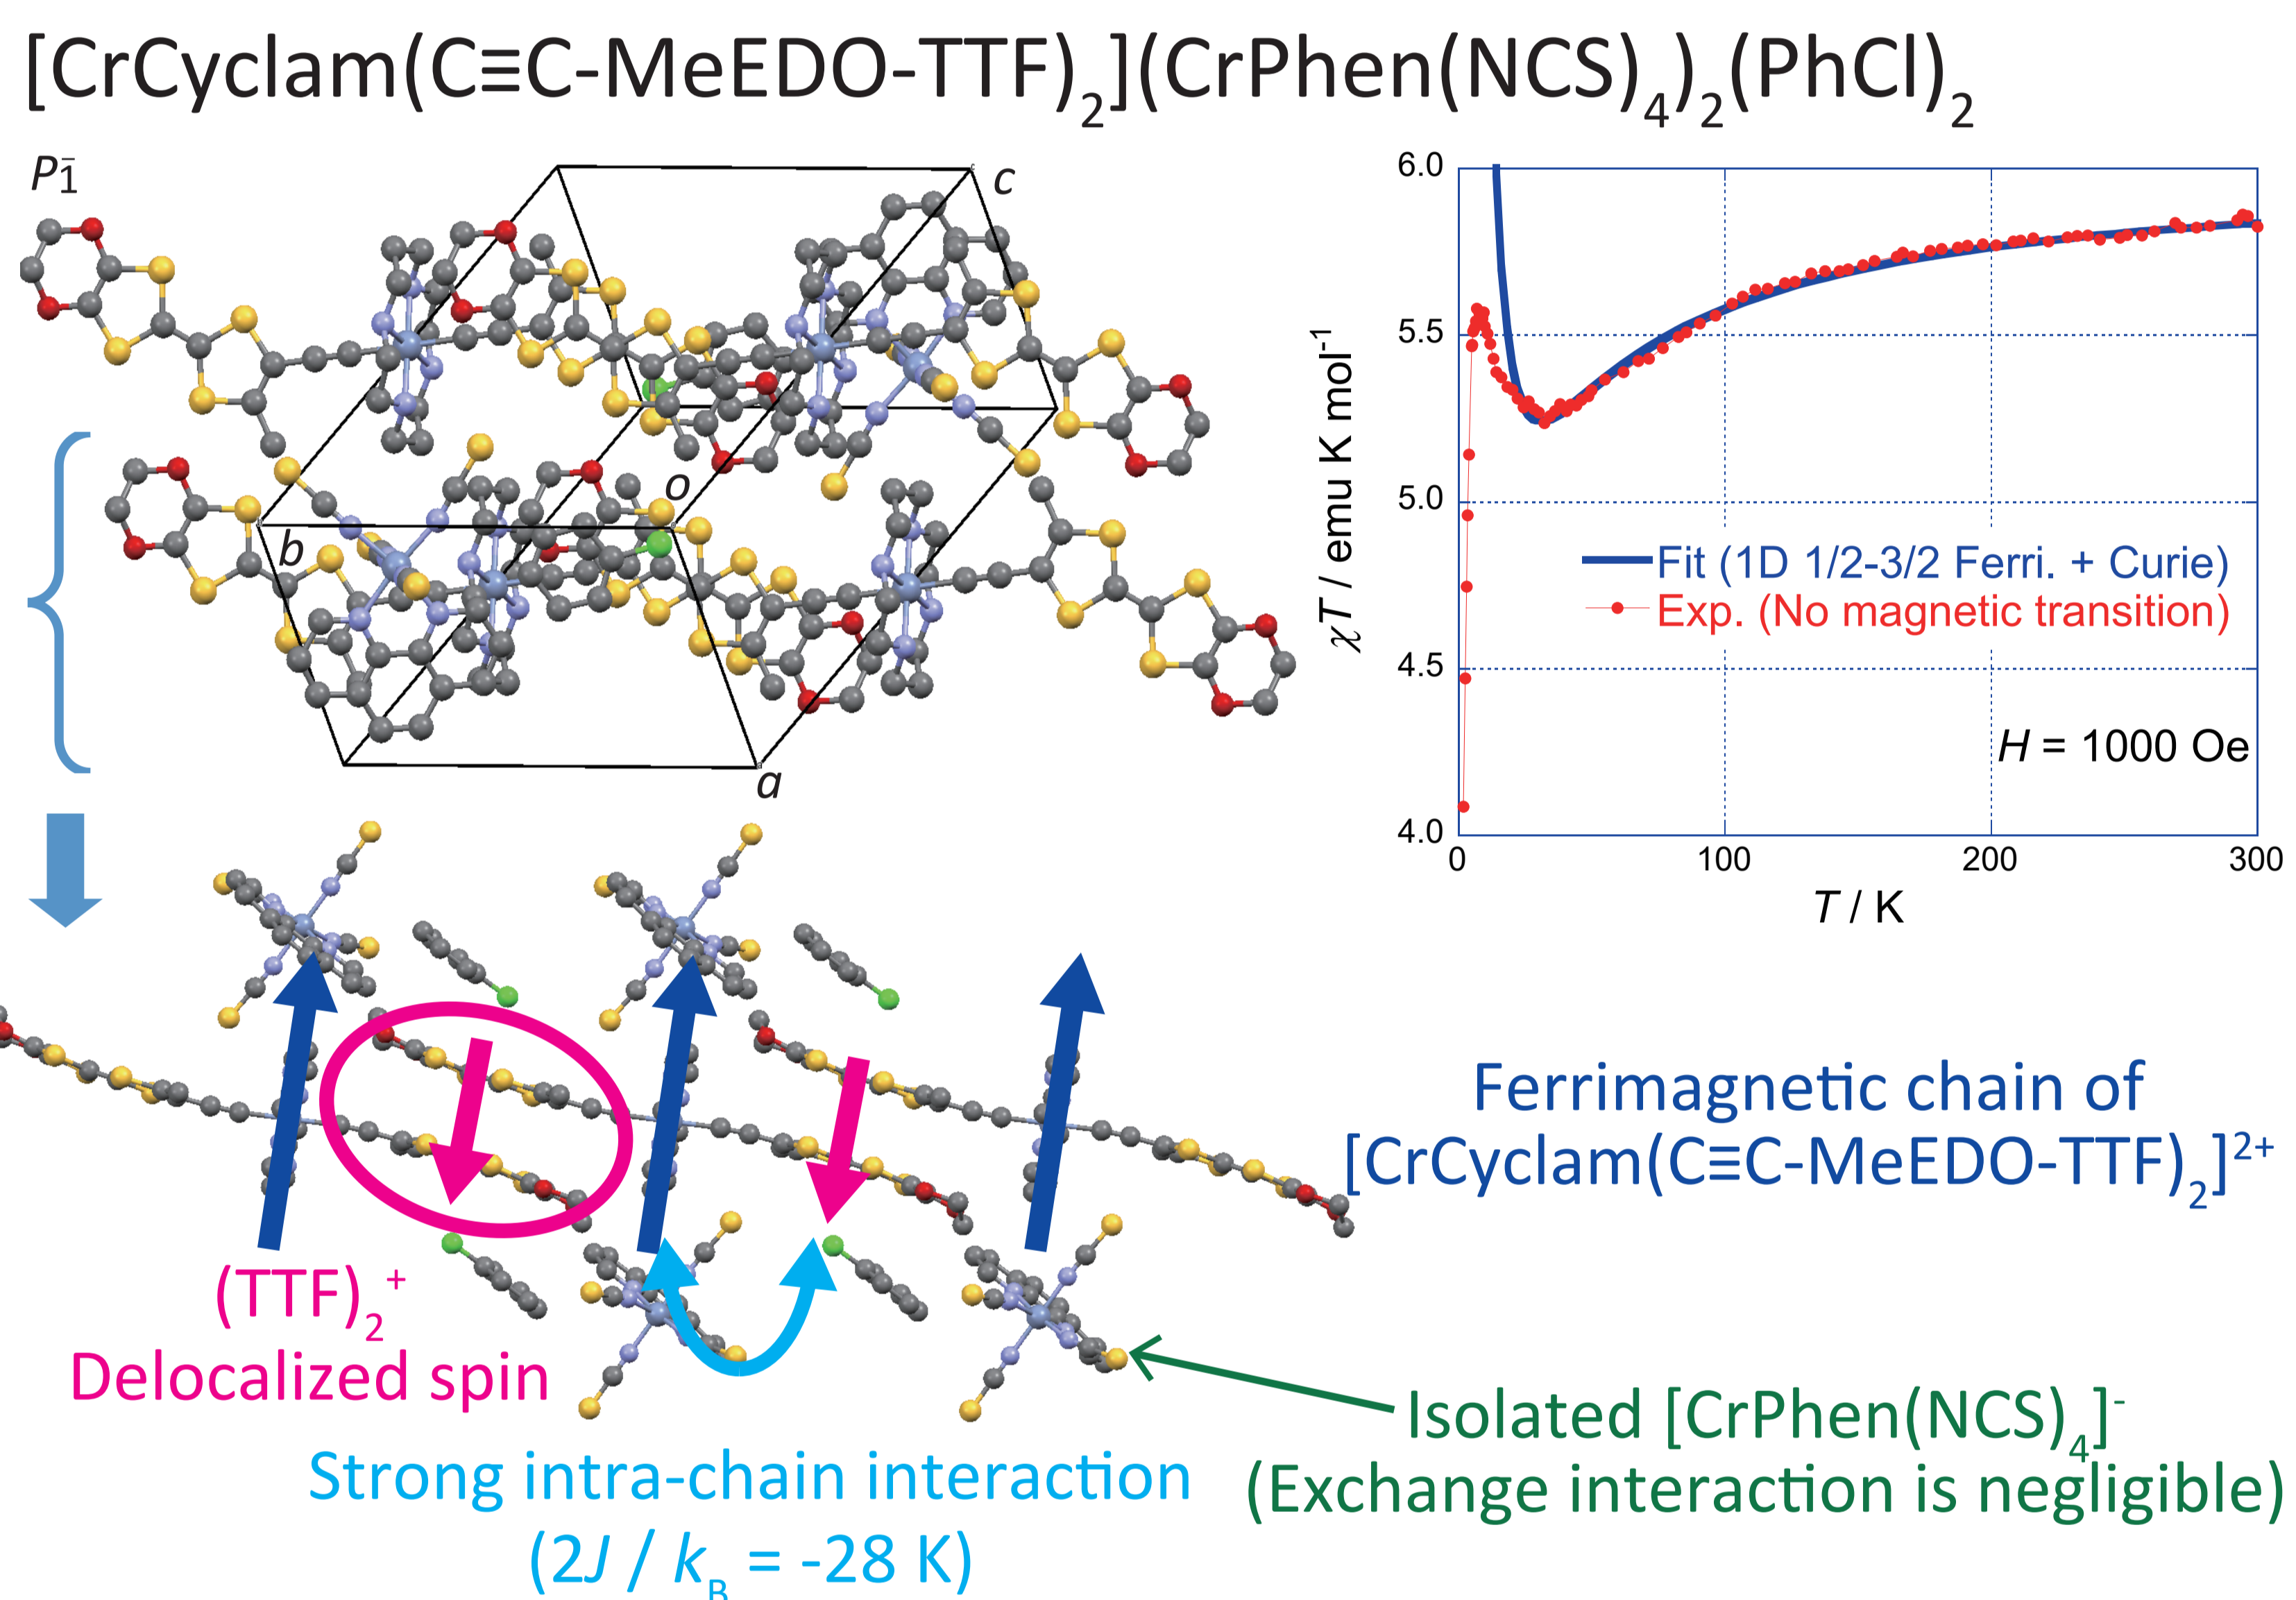 [CrCyclam(C≡C-MeEDO-TTF)₂](CrPhen(NCS)₄)₂(PhCl)₂
P1̄
c
o
b
a
6.0
5.5
5.0
4.5
4.0
χT / emu K mol⁻¹
Fit (1D 1/2-3/2 Ferri. + Curie)
Exp. (No magnetic transition)
H = 1000 Oe
0 100 200 300
T / K
Ferrimagnetic chain of
[CrCyclam(C≡C-MeEDO-TTF)₂]²⁺
(TTF)₂⁺
Delocalized spin
Strong intra-chain interaction
(2J / k_B = -28 K)
Isolated [CrPhen(NCS)₄]⁻
(Exchange interaction is negligible)